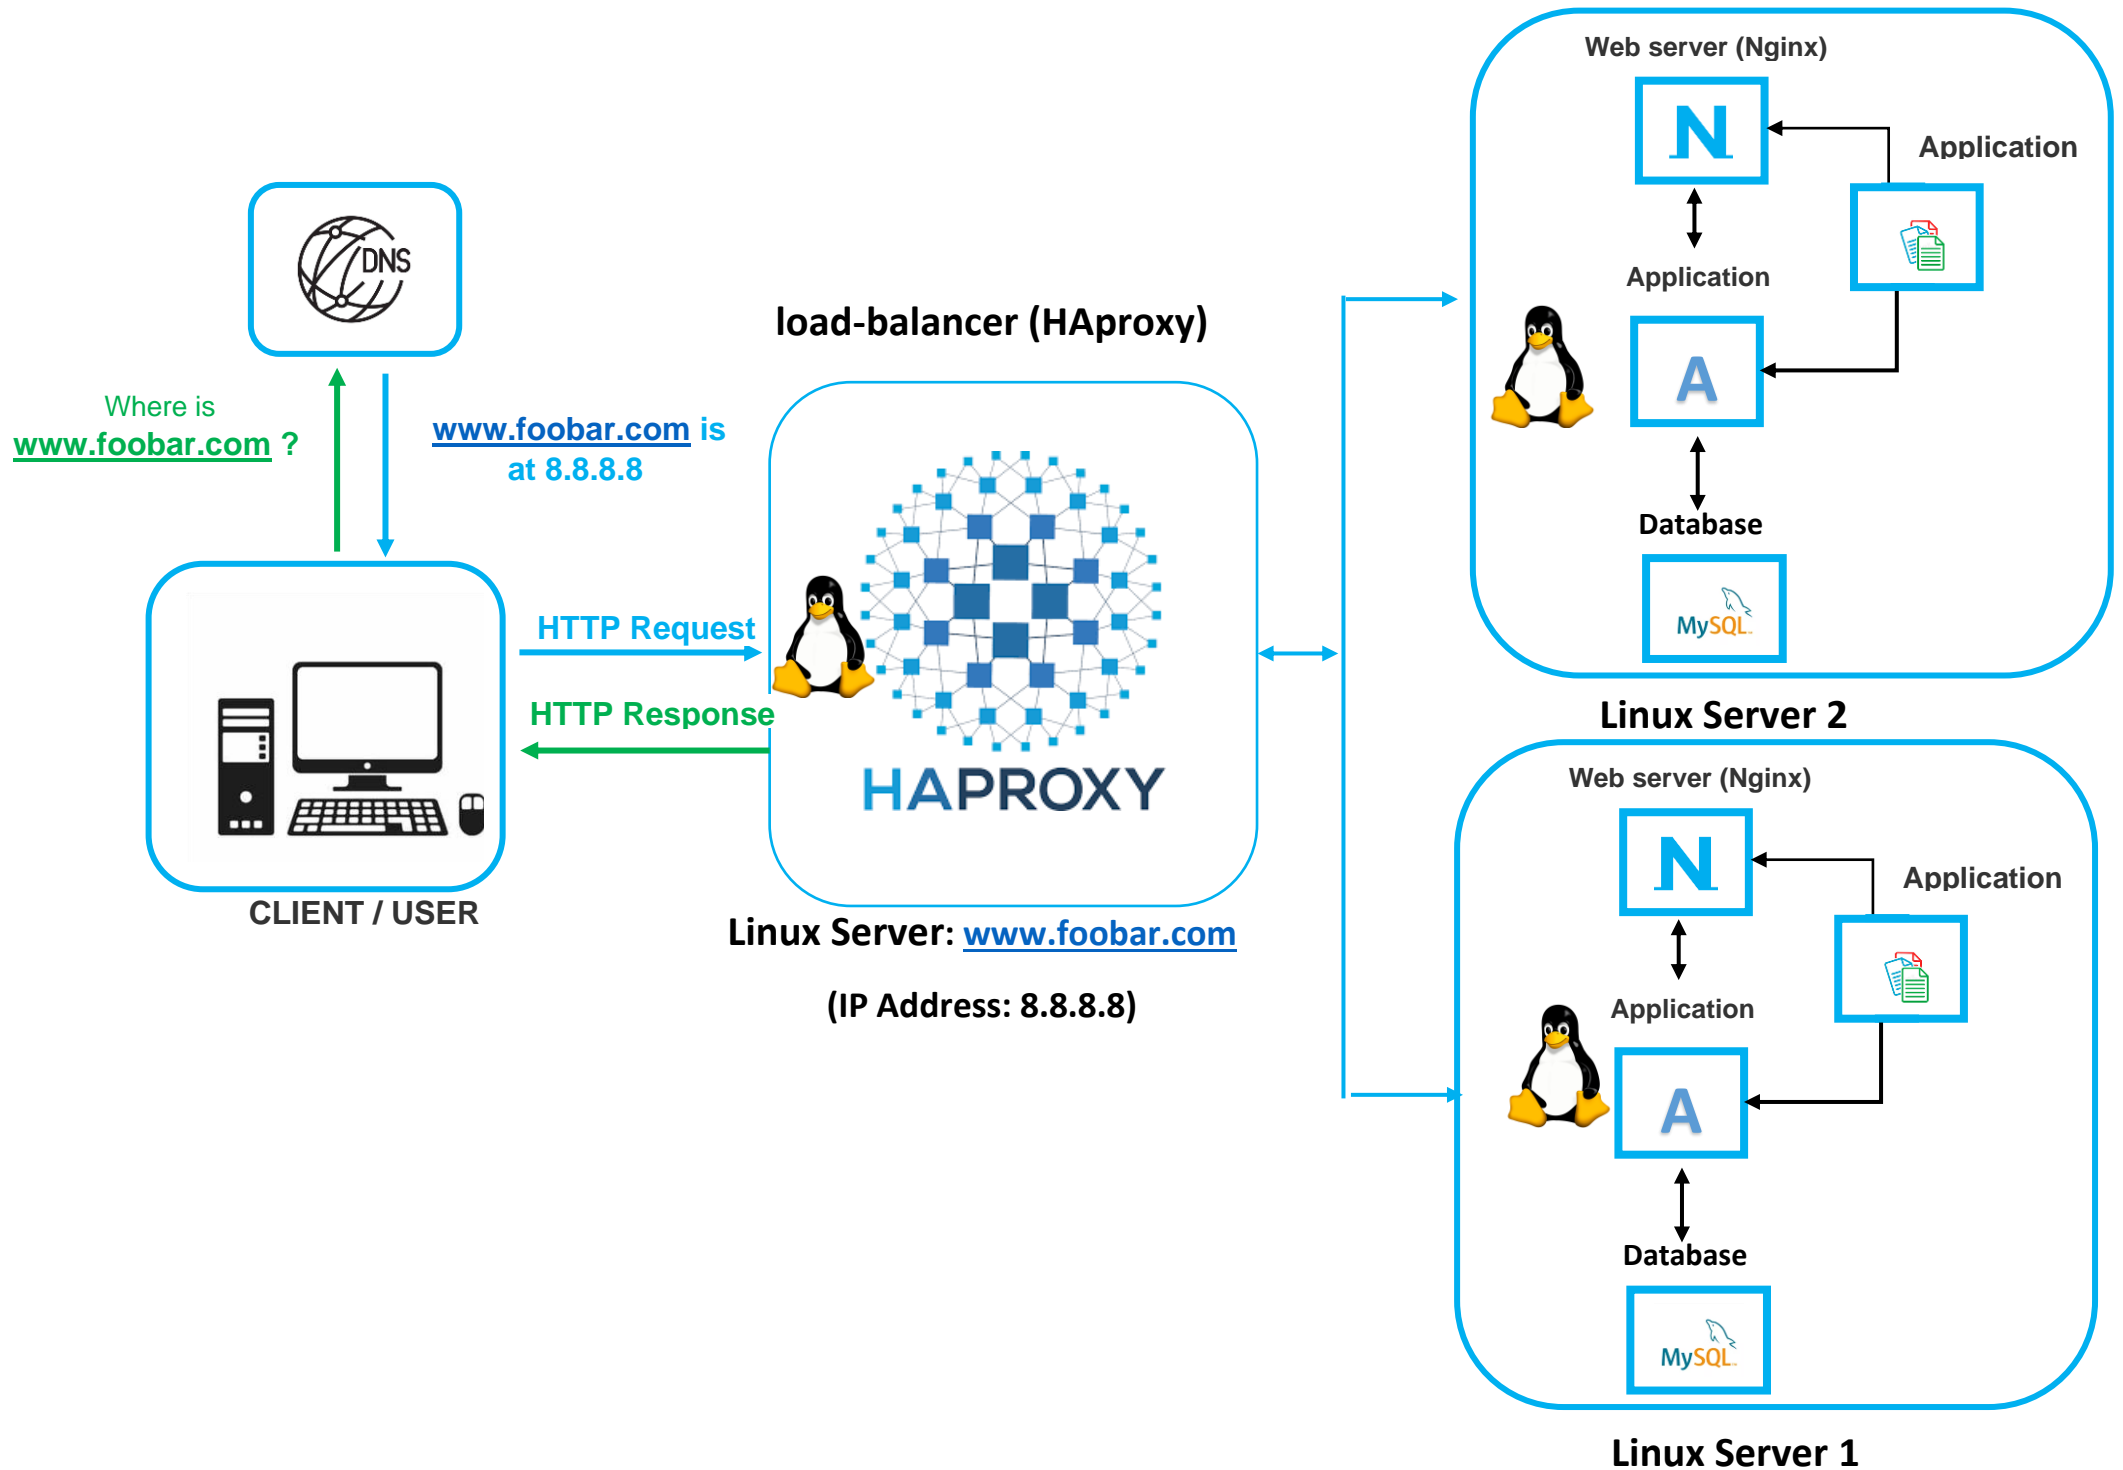 DNS
Where is
www.foobar.com ?
www.foobar.com is
at 8.8.8.8
CLIENT / USER
HTTP Request
HTTP Response
load-balancer (HAproxy)
HAPROXY
Linux Server: www.foobar.com
(IP Address: 8.8.8.8)
Web server (Nginx)
N
Application
Application
A
Database
MySQL
Linux Server 2
Web server (Nginx)
N
Application
Application
A
Database
MySQL
Linux Server 1